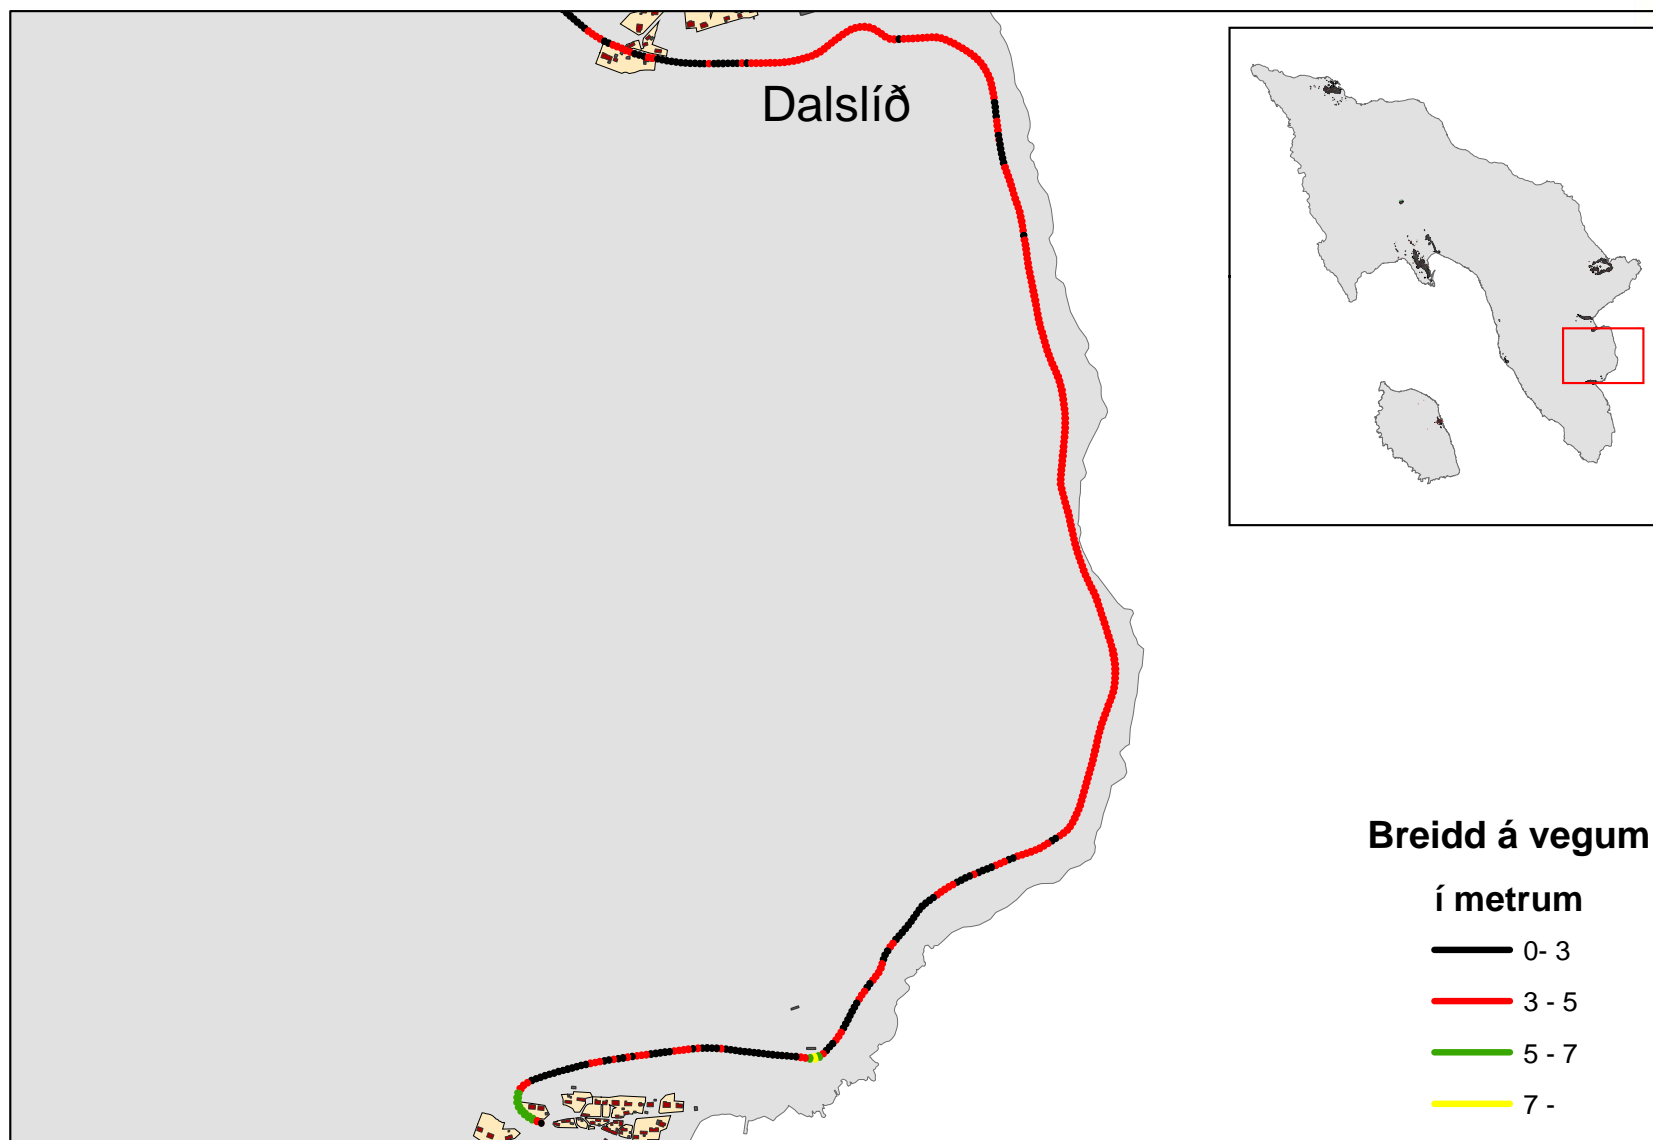 Dalslíð
Breidd á vegum
í metrum
0- 3
3 - 5
5 - 7
7 -